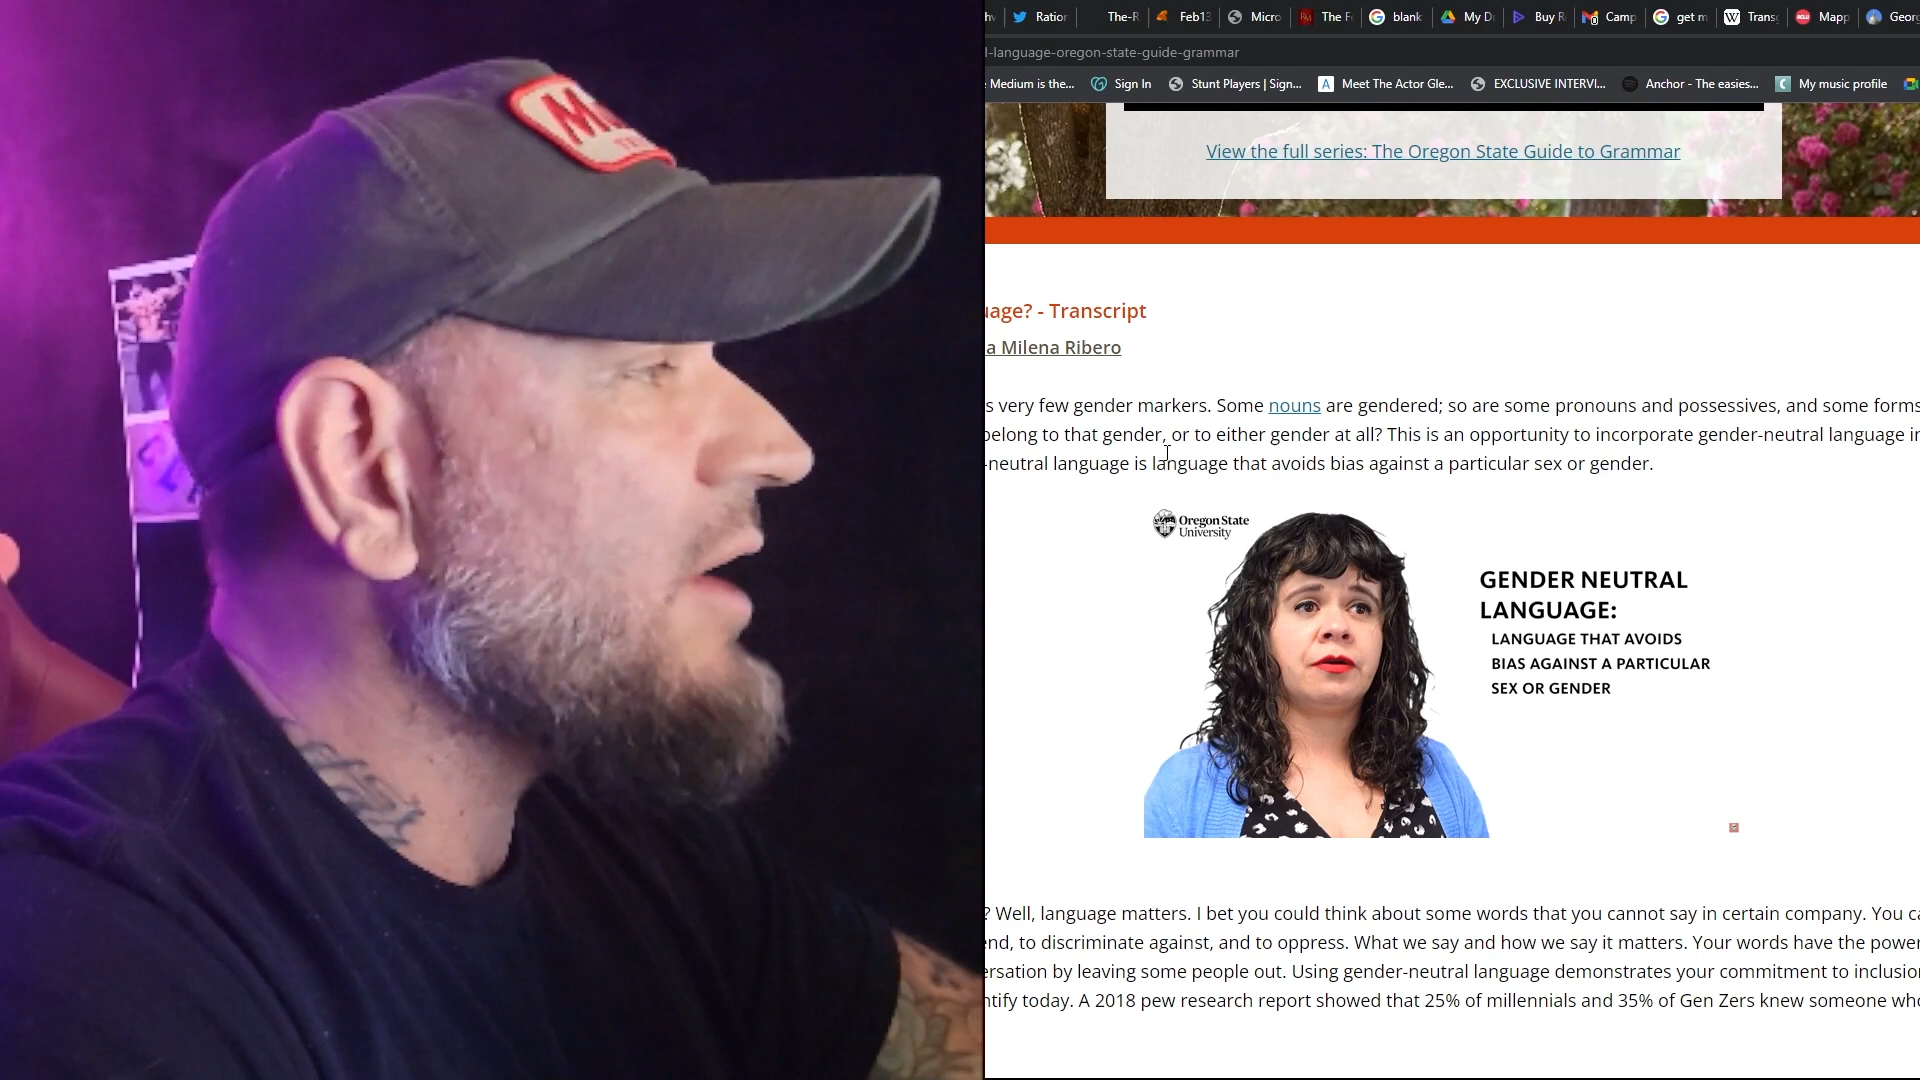 Ratior
The-R
Feb13
Micro
The F
blank
My D
Buy R
Camp
get m
Trans
Mapp
Georg
l-language-oregon-state-guide-grammar
Medium is the...
Sign In
Stunt Players | Sign...
Meet The Actor Gle...
EXCLUSIVE INTERVI...
Anchor - The easies...
My music profile
View the full series: The Oregon State Guide to Grammar
uage? - Transcript
a Milena Ribero
s very few gender markers. Some nouns are gendered; so are some pronouns and possessives, and some forms
belong to that gender, or to either gender at all? This is an opportunity to incorporate gender-neutral language in
-neutral language is language that avoids bias against a particular sex or gender.
Oregon State
University
GENDER NEUTRAL
LANGUAGE:
LANGUAGE THAT AVOIDS
BIAS AGAINST A PARTICULAR
SEX OR GENDER
? Well, language matters. I bet you could think about some words that you cannot say in certain company. You ca
end, to discriminate against, and to oppress. What we say and how we say it matters. Your words have the power
ersation by leaving some people out. Using gender-neutral language demonstrates your commitment to inclusion
ntify today. A 2018 pew research report showed that 25% of millennials and 35% of Gen Zers knew someone who